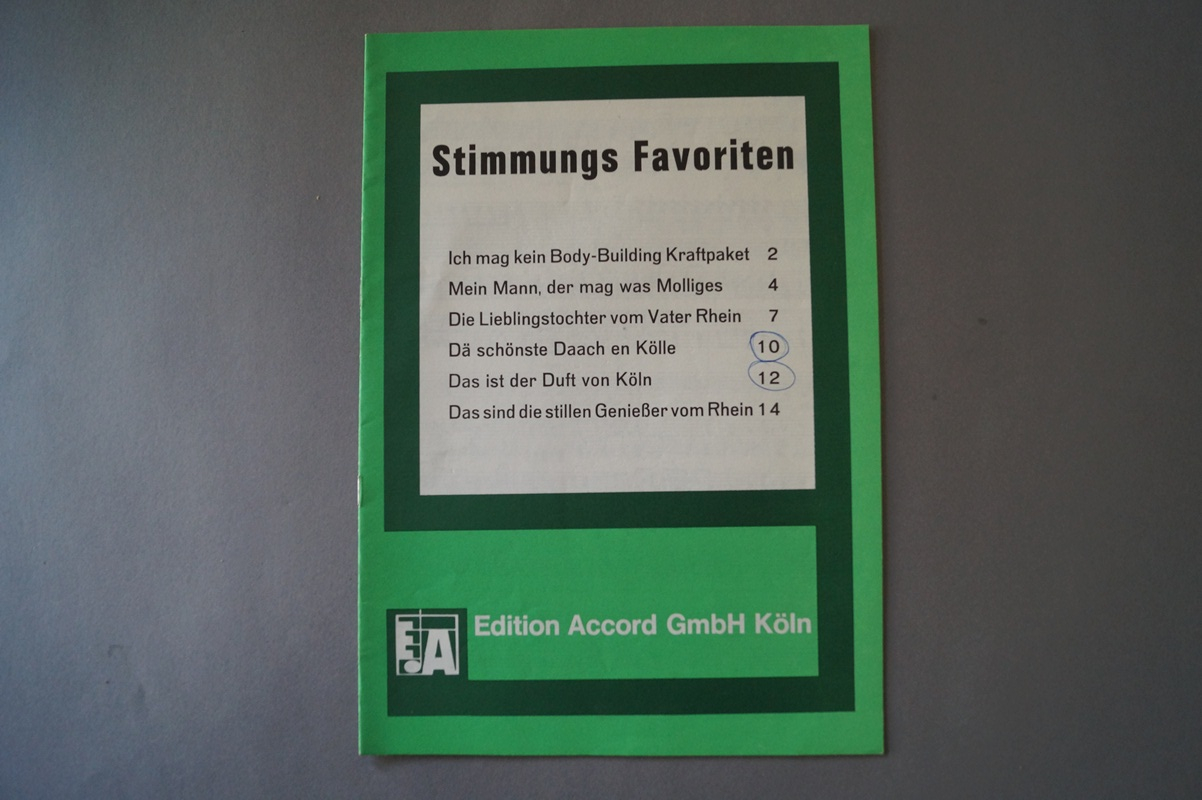 Stimmungs Favoriten
Ich mag kein Body-Building Kraftpaket 2
Mein Mann, der mag was Molliges 4
Die Lieblingstochter vom Vater Rhein 7
Dä schönste Daach en Kölle 10
Das ist der Duft von Köln 12
Das sind die stillen Genießer vom Rhein 14
EA Edition Accord GmbH Köln